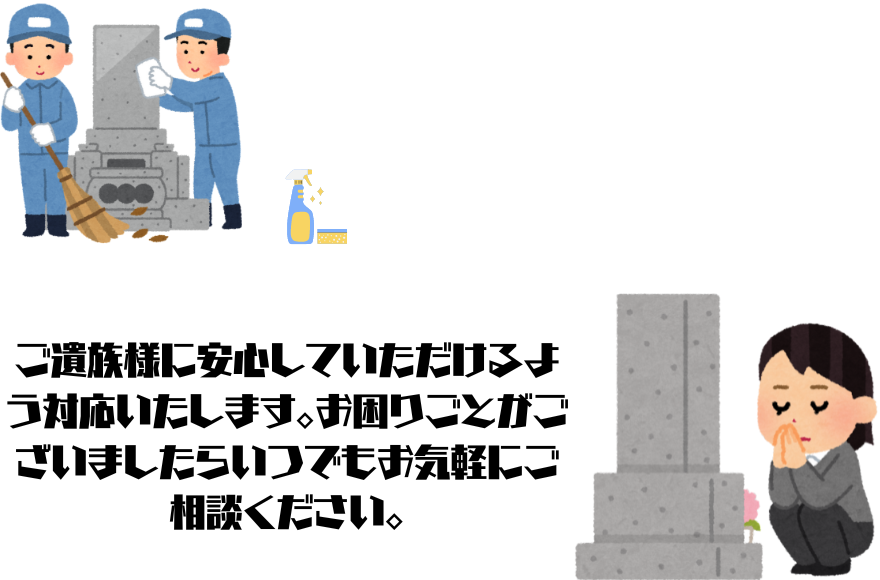 ご遺族様に安心していただけるよ
う対応いたします。お困りごとがご
ざいましたらいつでもお気軽にご
相談ください。